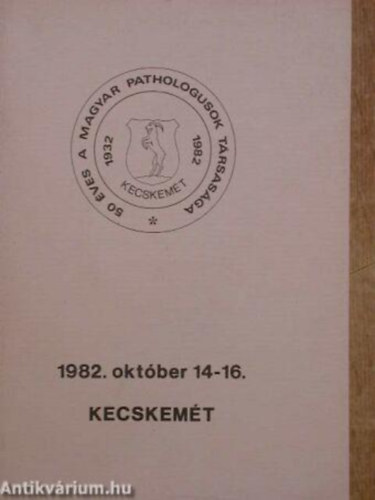 50 ÉVES A MAGYAR PATHOLOGUSOK TÁRSASÁGA
1932
1982
KECSKEMÉT
*
1982. október 14-16.
KECSKEMÉT
Antikvárium.hu